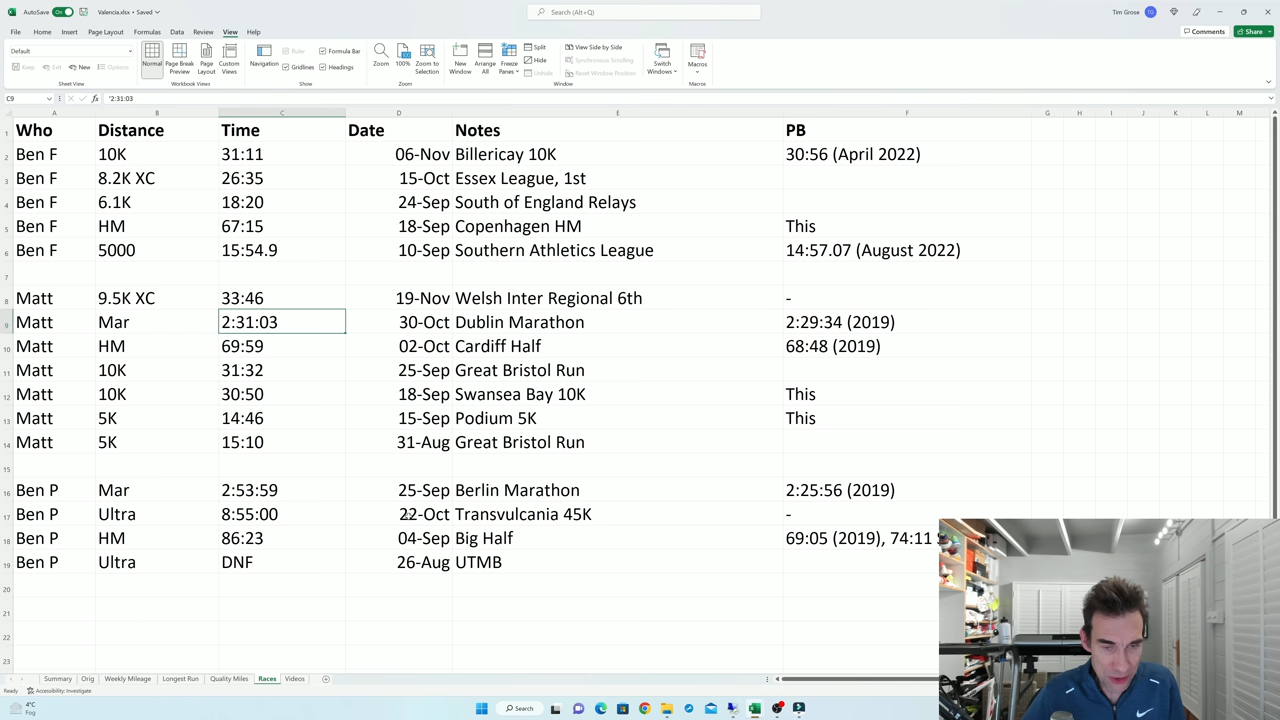 AutoSave On Valencia.xlsx • Saved Search (Alt+Q) Tim Grose TG
File Home Insert Page Layout Formulas Data Review View Help Comments Share
Default Normal Page Break Preview Page Layout Custom Views Navigation Ruler Formula Bar Zoom 100% Zoom to Selection New Window Arrange All Freeze Panes Split View Side by Side Switch Windows Macros
Keep Exit New Options Gridlines Headings Hide Synchronous Scrolling
Unhide Reset Window Position
Sheet View Workbook Views Show Zoom Window Macros
C9 fx '2:31:03
A B C D E F G H I J K L M
1 Who Distance Time Date Notes PB
2 Ben F 10K 31:11 06-Nov Billericay 10K 30:56 (April 2022)
3 Ben F 8.2K XC 26:35 15-Oct Essex League, 1st
4 Ben F 6.1K 18:20 24-Sep South of England Relays
5 Ben F HM 67:15 18-Sep Copenhagen HM This
6 Ben F 5000 15:54.9 10-Sep Southern Athletics League 14:57.07 (August 2022)
7
8 Matt 9.5K XC 33:46 19-Nov Welsh Inter Regional 6th -
9 Matt Mar 2:31:03 30-Oct Dublin Marathon 2:29:34 (2019)
10 Matt HM 69:59 02-Oct Cardiff Half 68:48 (2019)
11 Matt 10K 31:32 25-Sep Great Bristol Run
12 Matt 10K 30:50 18-Sep Swansea Bay 10K This
13 Matt 5K 14:46 15-Sep Podium 5K This
14 Matt 5K 15:10 31-Aug Great Bristol Run
15
16 Ben P Mar 2:53:59 25-Sep Berlin Marathon 2:25:56 (2019)
17 Ben P Ultra 8:55:00 22-Oct Transvulcania 45K -
18 Ben P HM 86:23 04-Sep Big Half 69:05 (2019), 74:11
19 Ben P Ultra DNF 26-Aug UTMB
20
21
22
23
Summary Orig Weekly Mileage Longest Run Quality Miles Races Videos
Ready Accessibility: Investigate
4°C Search
Fog